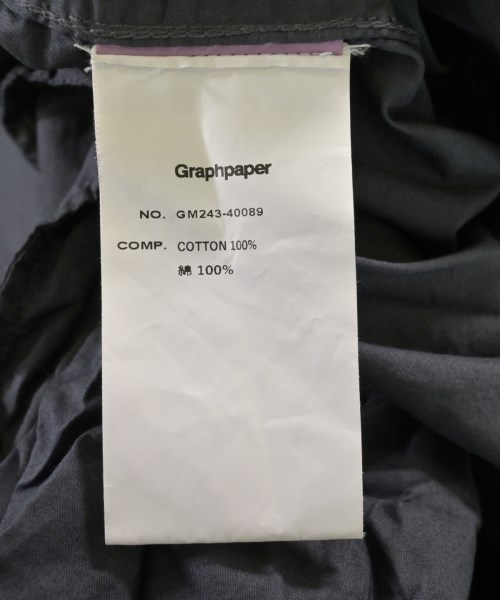 Graphpaper
NO. GM243-40089
COMP. COTTON 100%
綿 100%